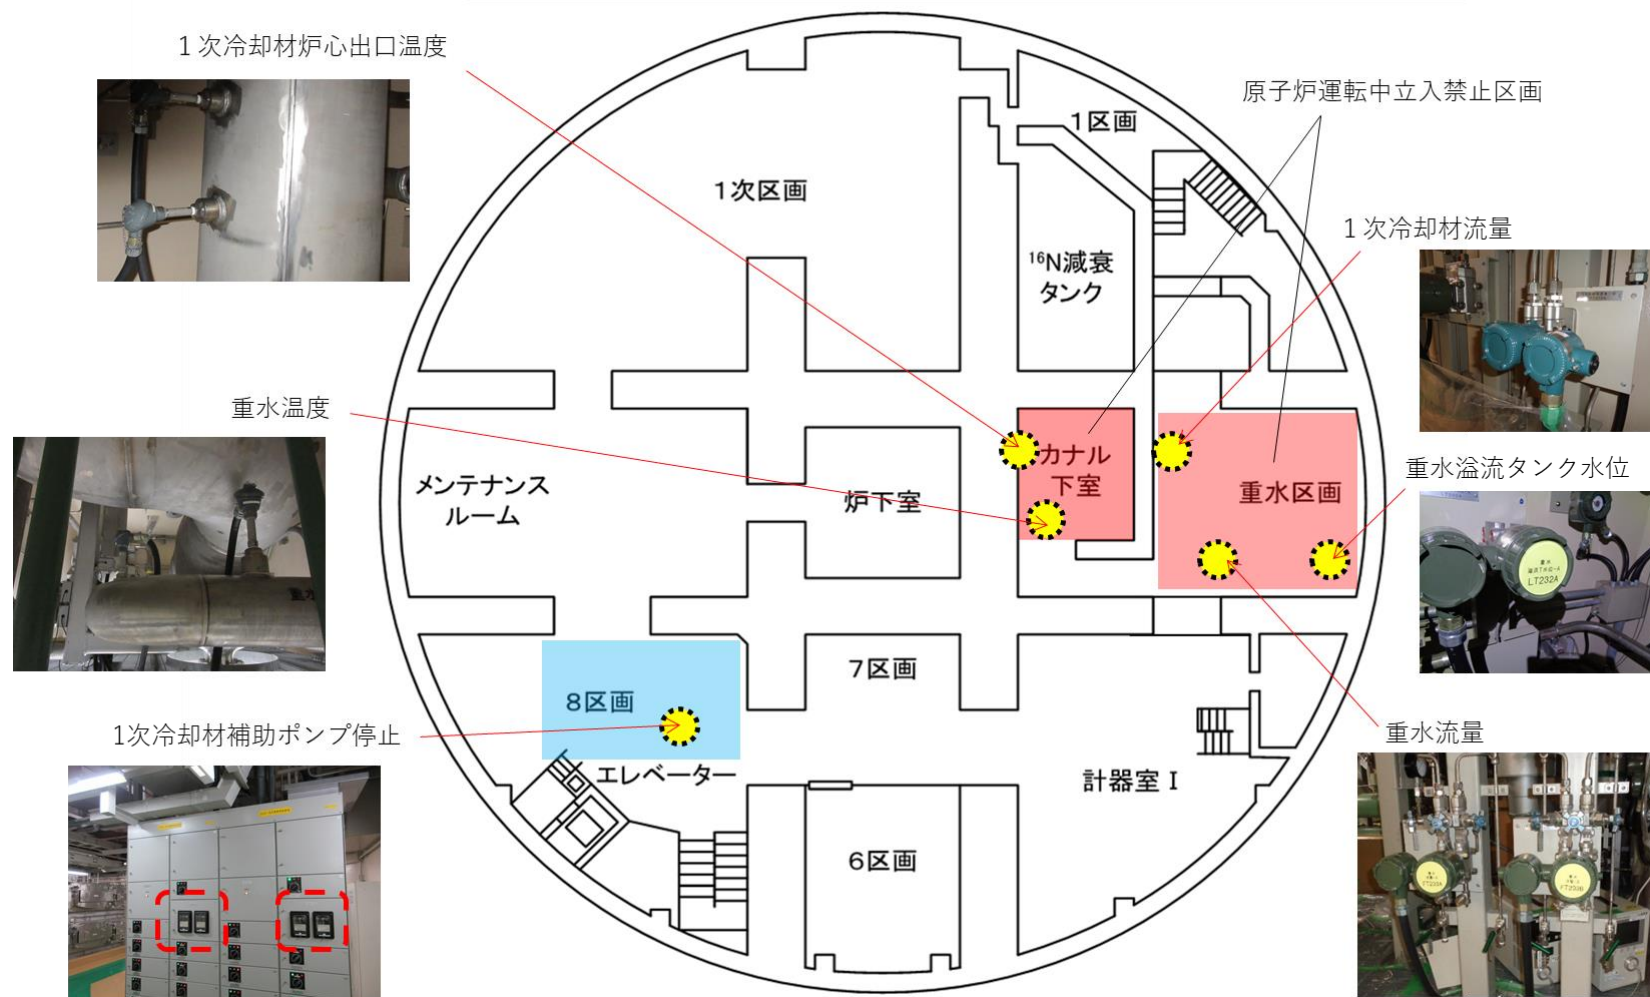 1次冷却材炉心出口温度
原子炉運転中立入禁止区画
1区画
1次区画
1次冷却材流量
16N減衰
タンク
重水温度
カナル
下室
重水溢流タンク水位
メンテナンス
ルーム
炉下室
重水区画
LT232A
7区画
8区画
1次冷却材補助ポンプ停止
重水流量
エレベーター
計器室Ⅰ
6区画